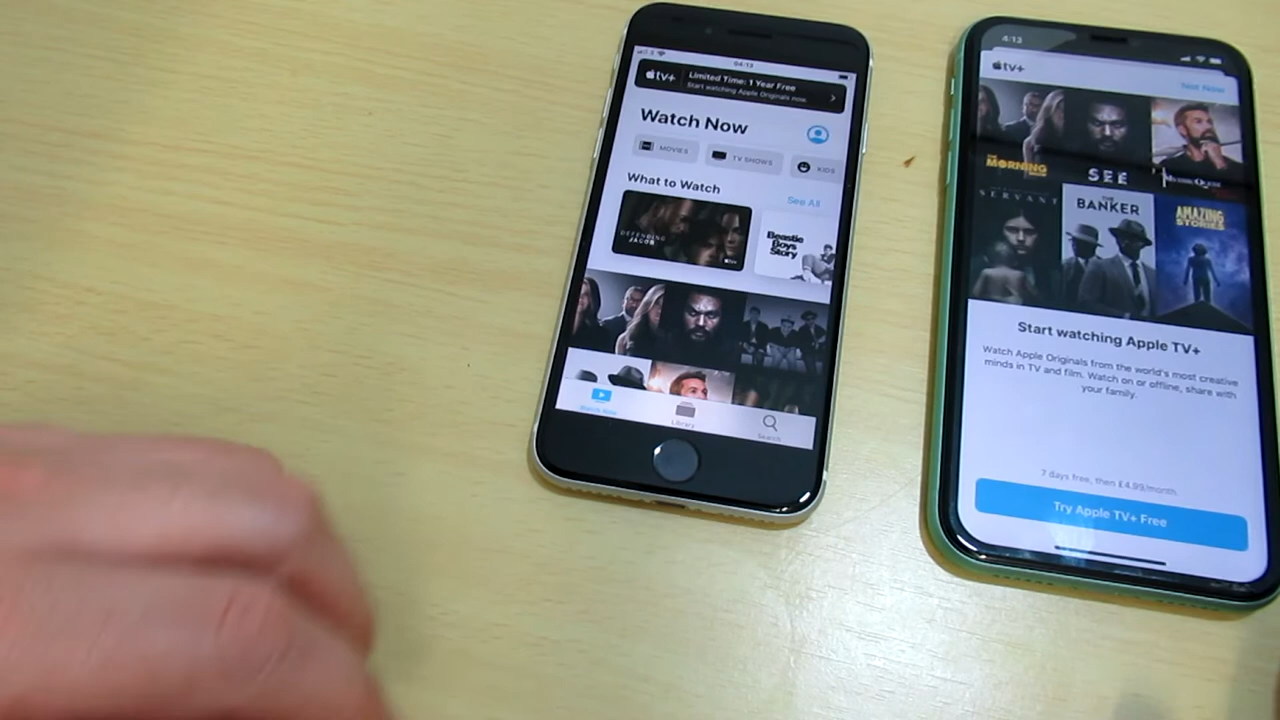 04:13
tv+
Limited Time: 1 Year Free
Start watching Apple Originals now.
Watch Now
MOVIES
TV SHOWS
KIDS
What to Watch
See All
DEFENDING
JACOB
Beastie
Boys
Story
Watch Now
Library
Search
4:13
tv+
Not Now
THE
MORNING
SHOW
SEE
SERVANT
THE
BANKER
AMAZING
STORIES
Start watching Apple TV+
Watch Apple Originals from the world's most creative
minds in TV and film. Watch on or offline, share with
your family.
7 days free, then £4.99/month
Try Apple TV+ Free